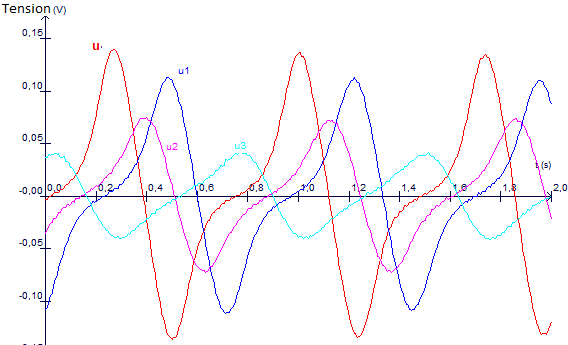 Tension (V)
0,15
u
u1
0,10
u2
u3
0,05
t (s)
-0,00
0,0 0,2 0,4 0,6 0,8 1,0 1,2 1,4 1,6 1,8 2,0
-0,05
-0,10